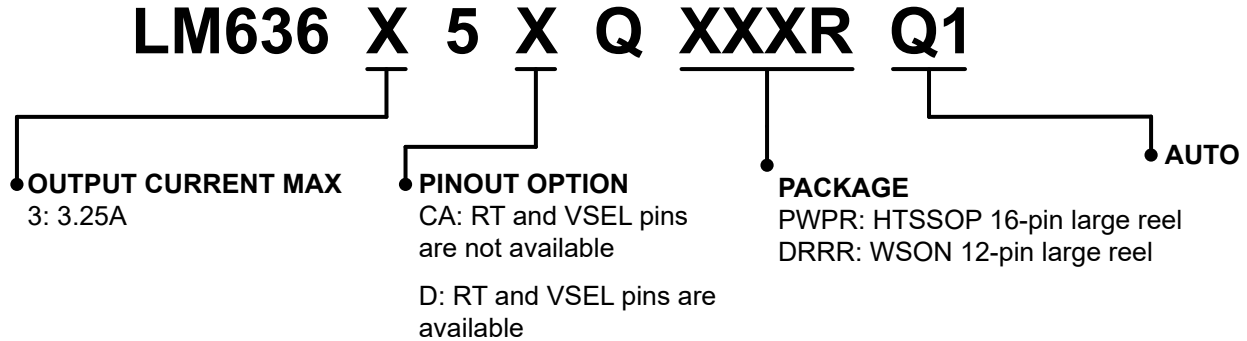 LM636 X 5 X Q XXXR Q1
OUTPUT CURRENT MAX
3: 3.25A
PINOUT OPTION
CA: RT and VSEL pins
are not available
D: RT and VSEL pins are
available
PACKAGE
PWPR: HTSSOP 16-pin large reel
DRRR: WSON 12-pin large reel
AUTO